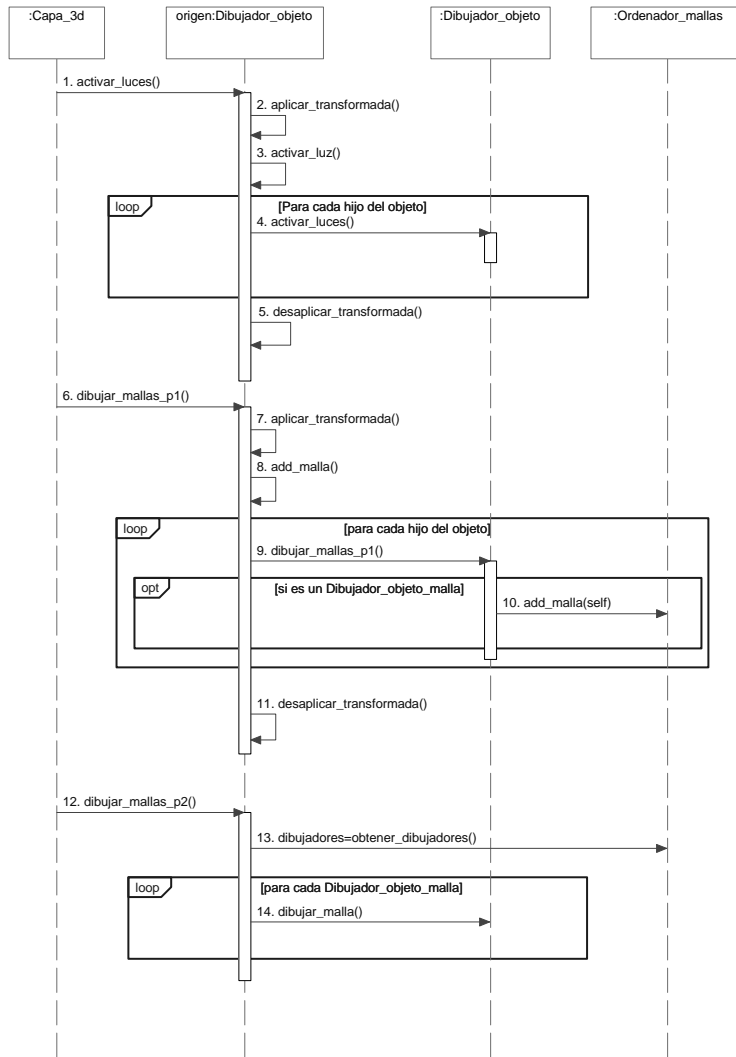 :Capa_3d
origen:Dibujador_objeto
:Dibujador_objeto
:Ordenador_mallas
1. activar_luces()
2. aplicar_transformada()
3. activar_luz()
loop
[Para cada hijo del objeto]
4. activar_luces()
5. desaplicar_transformada()
6. dibujar_mallas_p1()
7. aplicar_transformada()
8. add_malla()
loop
[para cada hijo del objeto]
9. dibujar_mallas_p1()
opt
[si es un Dibujador_objeto_malla]
10. add_malla(self)
11. desaplicar_transformada()
12. dibujar_mallas_p2()
13. dibujadores=obtener_dibujadores()
loop
[para cada Dibujador_objeto_malla]
14. dibujar_malla()